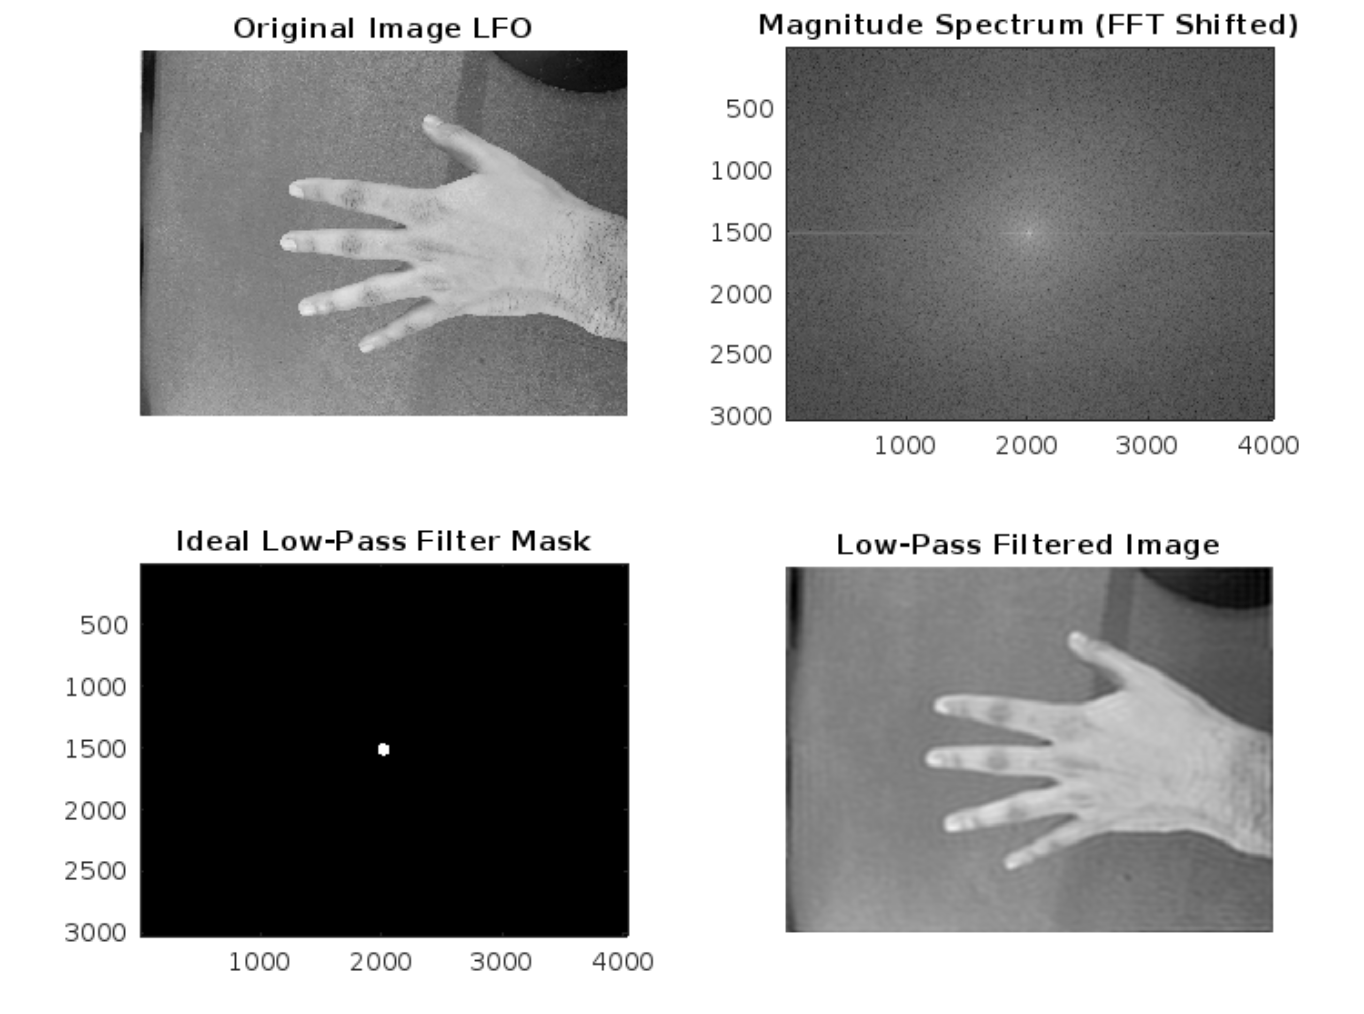 Original Image LFO
Magnitude Spectrum (FFT Shifted)
500
1000
1500
2000
2500
3000
1000 2000 3000 4000
Ideal Low-Pass Filter Mask
500
1000
1500
2000
2500
3000
1000 2000 3000 4000
Low-Pass Filtered Image